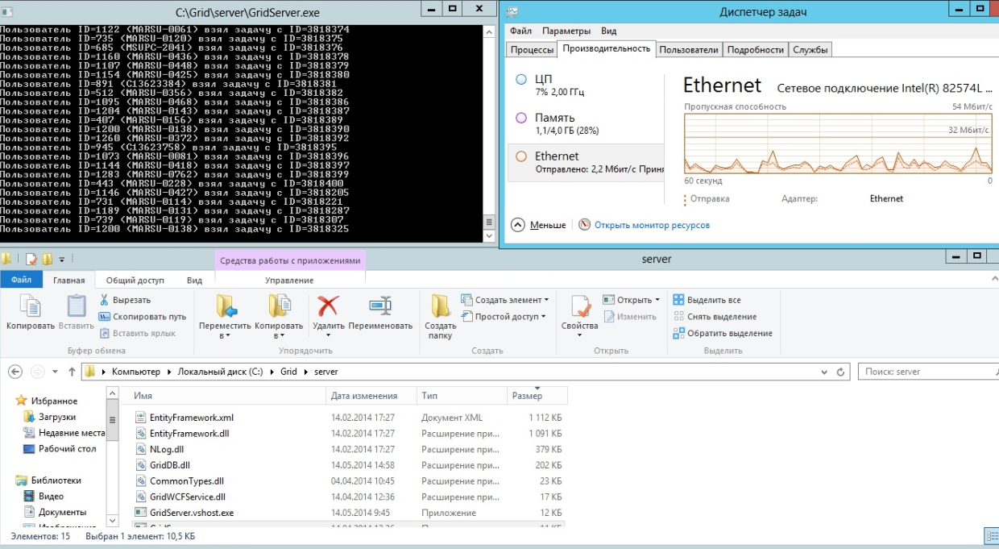 C:\Grid\server\GridServer.exe
Пользователь ID=1122 (MARSU-0061) взял задачу с ID=3818374
Пользователь ID=735 (MARSU-0120) взял задачу с ID=3818375
Пользователь ID=685 (MSUPC-2041) взял задачу с ID=3818376
Пользователь ID=1160 (MARSU-0436) взял задачу с ID=3818378
Пользователь ID=1107 (MARSU-0448) взял задачу с ID=3818379
Пользователь ID=1154 (MARSU-0425) взял задачу с ID=3818380
Пользователь ID=891 (C13623384) взял задачу с ID=3818381
Пользователь ID=512 (MARSU-0356) взял задачу с ID=3818382
Пользователь ID=1095 (MARSU-0468) взял задачу с ID=3818386
Пользователь ID=1204 (MARSU-0143) взял задачу с ID=3818387
Пользователь ID=407 (MARSU-0156) взял задачу с ID=3818389
Пользователь ID=1200 (MARSU-0138) взял задачу с ID=3818390
Пользователь ID=1260 (MARSU-0372) взял задачу с ID=3818392
Пользователь ID=945 (C13623758) взял задачу с ID=3818395
Пользователь ID=1073 (MARSU-0081) взял задачу с ID=3818396
Пользователь ID=1144 (MARSU-0418) взял задачу с ID=3818397
Пользователь ID=1283 (MARSU-0762) взял задачу с ID=3818399
Пользователь ID=443 (MARSU-0228) взял задачу с ID=3818400
Пользователь ID=1146 (MARSU-0427) взял задачу с ID=3818205
Пользователь ID=731 (MARSU-0114) взял задачу с ID=3818221
Пользователь ID=1189 (MARSU-0131) взял задачу с ID=3818287
Пользователь ID=739 (MARSU-0119) взял задачу с ID=3818307
Пользователь ID=1200 (MARSU-0138) взял задачу с ID=3818325
Диспетчер задач
Файл Параметры Вид
Процессы Производительность Пользователи Подробности Службы
ЦП
7% 2,00 ГГц
Память
1,1/4,0 ГБ (28%)
Ethernet
Отправлено: 2,2 Мбит/с Приня
Ethernet Сетевое подключение Intel(R) 82574L ...
Пропускная способность 54 Мбит/с
32 Мбит/с
60 секунд 0
Отправка Адаптер: Ethernet
Меньше Открыть монитор ресурсов
Средства работы с приложениями server
Файл Главная Общий доступ Вид Управление
Копировать Вставить Вырезать
Скопировать путь
Вставить ярлык
Буфер обмена
Переместить в Копировать в Удалить Переименовать
Упорядочить
Создать папку Создать элемент
Простой доступ
Создать
Свойства Открыть
Изменить
Открыть
Выделить все
Снять выделение
Обратить выделение
Выделить
Компьютер Локальный диск (C:) Grid server Поиск: server
Избранное
Загрузки
Недавние места
Рабочий стол
Библиотеки
Видео
Документы
Имя Дата изменения Тип Размер
EntityFramework.xml 14.02.2014 17:27 Документ XML 1 112 КБ
EntityFramework.dll 14.02.2014 17:27 Расширение при... 1 091 КБ
NLog.dll 14.02.2014 17:27 Расширение при... 379 КБ
GridDB.dll 14.05.2014 14:58 Расширение при... 202 КБ
CommonTypes.dll 04.04.2014 10:45 Расширение при... 23 КБ
GridWCFService.dll 14.04.2014 12:36 Расширение при... 17 КБ
GridServer.vshost.exe 14.05.2014 9:45 Приложение 12 КБ
Элементов: 15 Выбран 1 элемент: 10,5 КБ